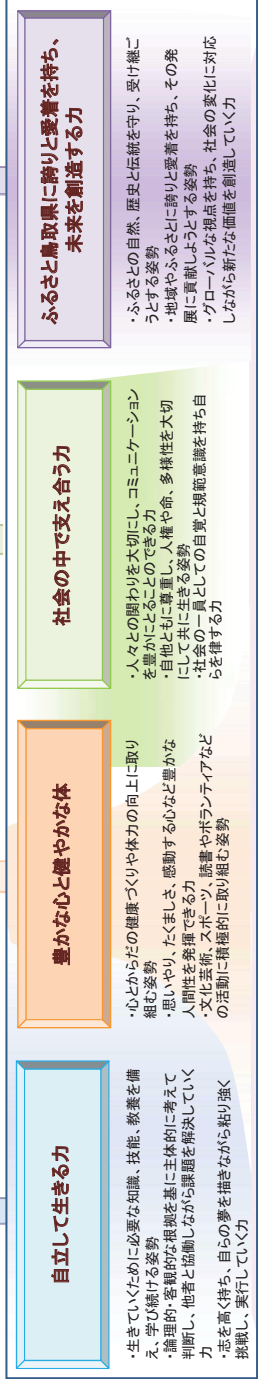 自立して生きる力
・生きていくために必要な知識、技能、教養を備
え、学び続ける姿勢
・論理的・客観的な根拠を基に主体的に考えて
判断し、他者と協働しながら課題を解決していく
力
・志を高く持ち、自らの夢を描きながら粘り強く
挑戦し、実行していく力
豊かな心と健やかな体
・心とからだの健康づくりや体力の向上に取り
組む姿勢
・思いやり、たくましさ、感動する心など豊かな
人間性を発揮できる力
・文化芸術、スポーツ、読書やボランティアなど
の活動に積極的に取り組む姿勢
社会の中で支え合う力
・人々との関わりを大切にし、コミュニケーション
を豊かにとることのできる力
・自他ともに尊重し、人権や命、多様性を大切
にして共に生きる姿勢
・社会の一員としての自覚と規範意識を持ち自
らを律する力
ふるさと鳥取県に誇りと愛着を持ち、
未来を創造する力
・ふるさとの自然、歴史と伝統を守り、受け継ご
うとする姿勢
・地域やふるさとに誇りと愛着を持ち、その発
展に貢献しようとする姿勢
・グローバルな視点を持ち、社会の変化に対応
しながら新たな価値を創造していく力